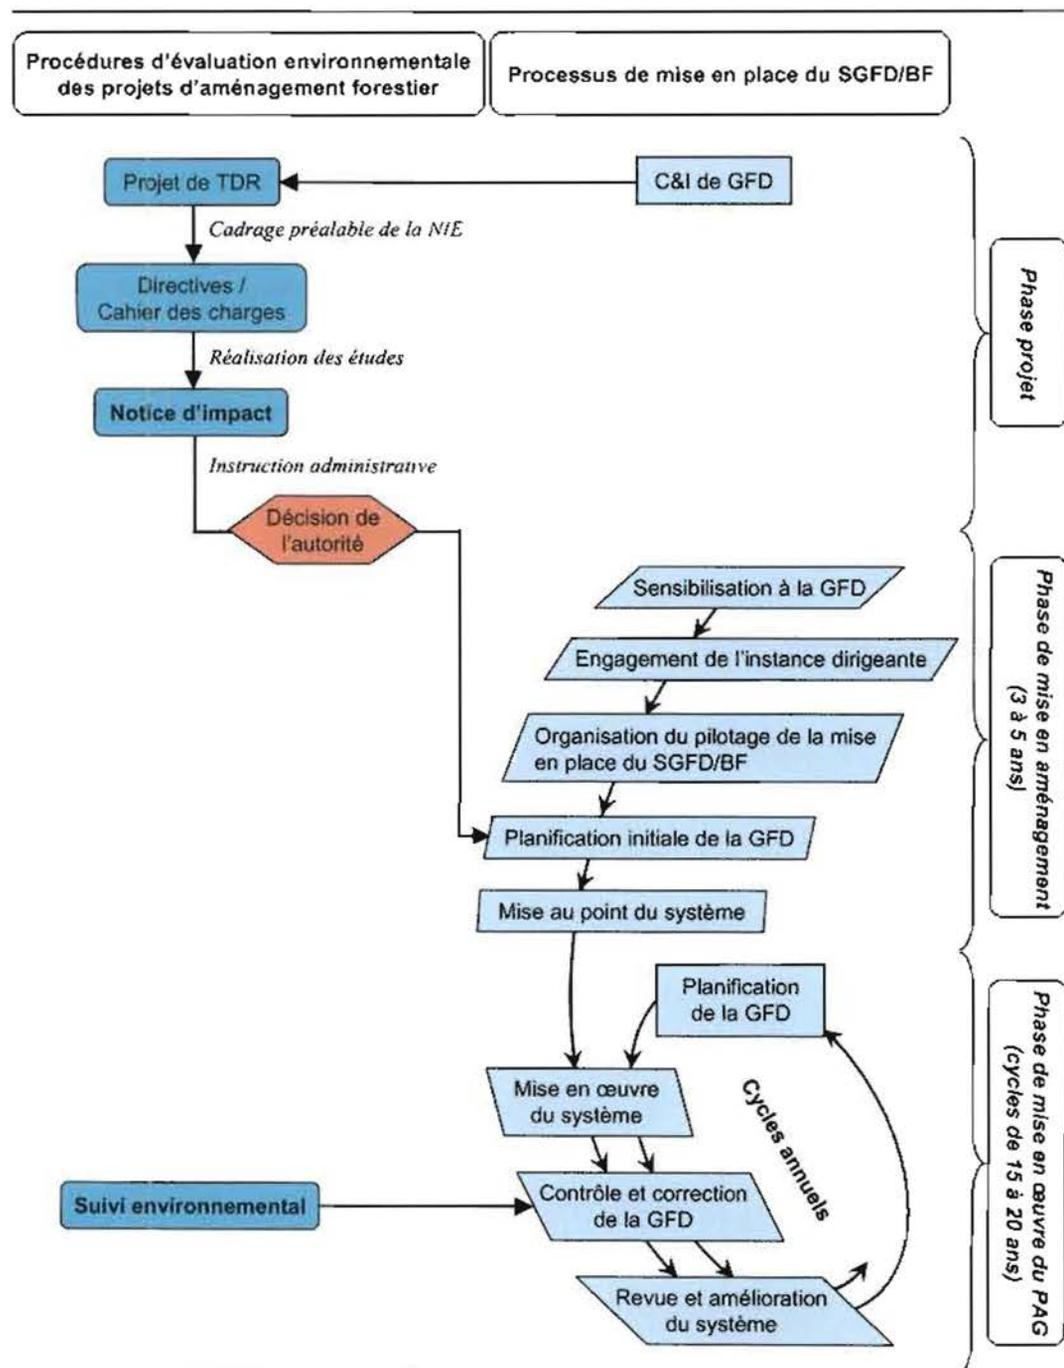 Procédures d'évaluation environnementale
des projets d'aménagement forestier
Processus de mise en place du SGFD/BF
Projet de TDR
C&I de GFD
Cadrage préalable de la NIE
Directives /
Cahier des charges
Réalisation des études
Notice d'impact
Instruction administrative
Décision de
l'autorité
Phase projet
Sensibilisation à la GFD
Engagement de l'instance dirigeante
Organisation du pilotage de la mise
en place du SGFD/BF
Planification initiale de la GFD
Mise au point du système
Phase de mise en aménagement
(3 à 5 ans)
Planification
de la GFD
Mise en œuvre
du système
Cycles annuels
Suivi environnemental
Contrôle et correction
de la GFD
Revue et amélioration
du système
Phase de mise en œuvre du PAG
(cycles de 15 à 20 ans)